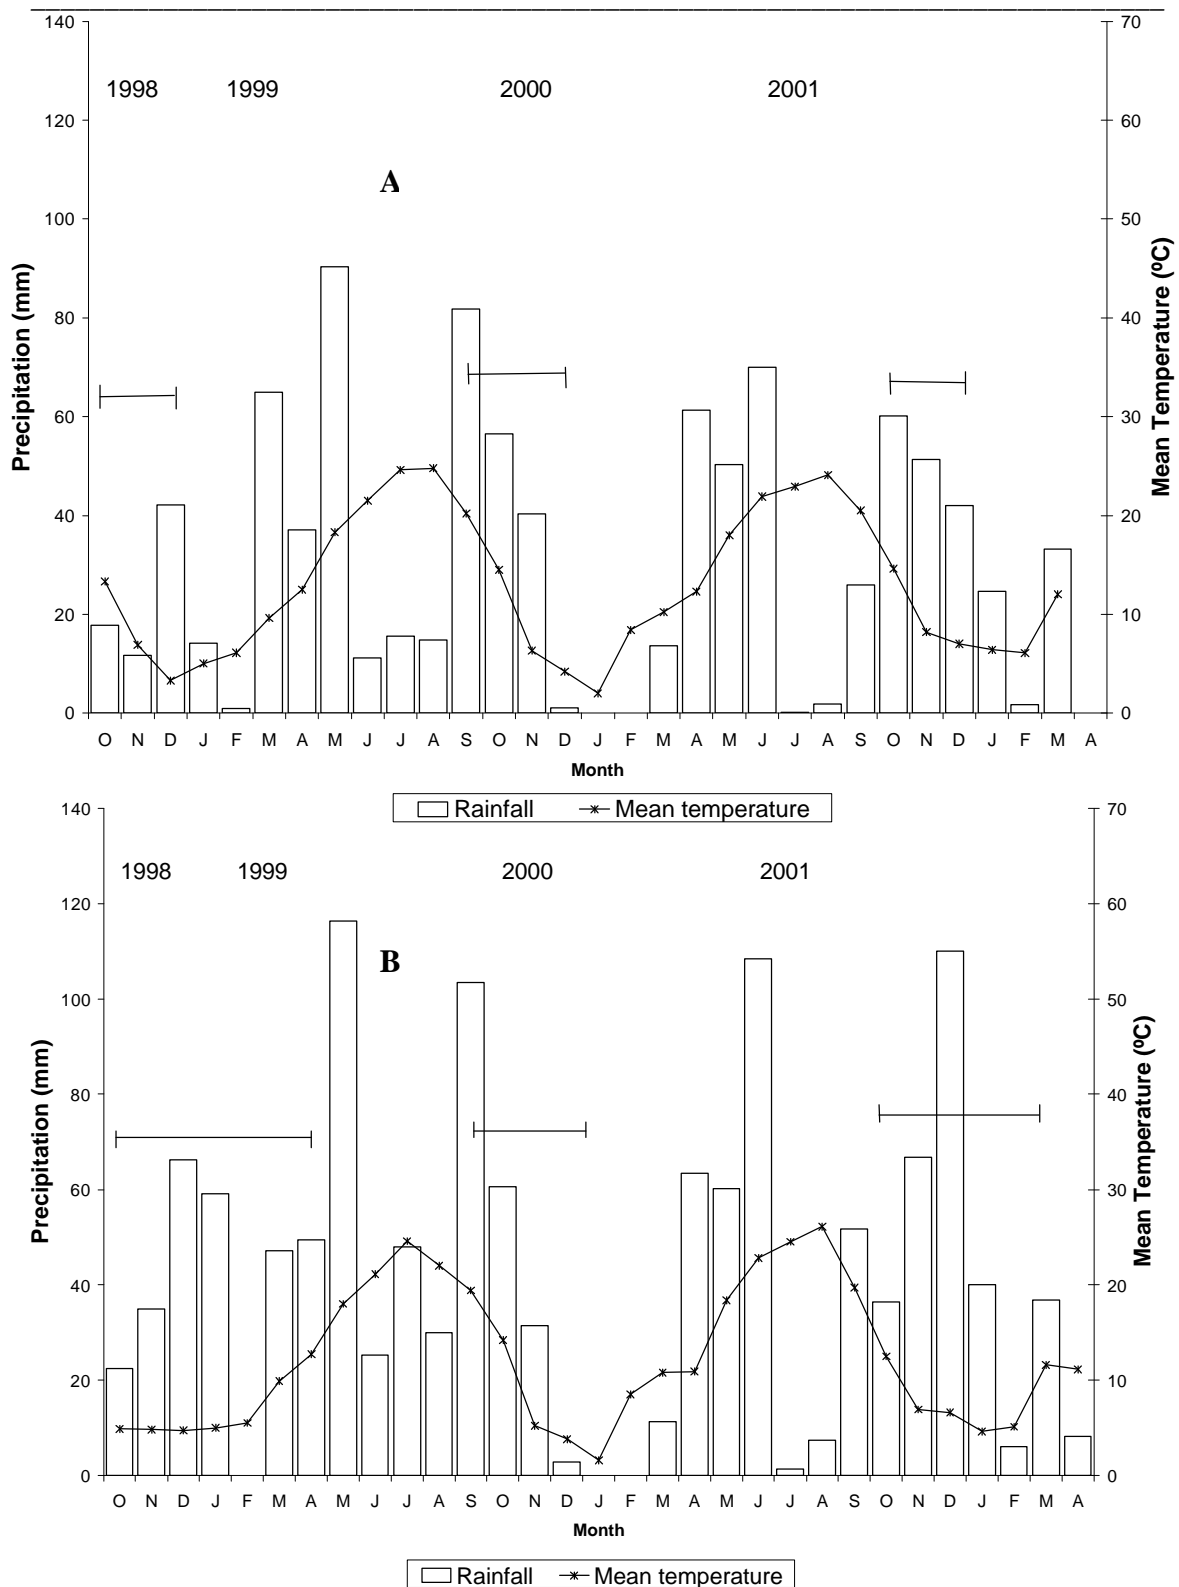 140
120
100
80
60
40
20
0
70
60
50
40
30
20
10
0
1998 1999 2000 2001
A
Precipitation (mm)
Mean Temperature (ºC)
O N D J F M A M J J A S O N D J F M A M J J A S O N D J F M A
Month
Rainfall Mean temperature
140
120
100
80
60
40
20
0
70
60
50
40
30
20
10
0
1998 1999 2000 2001
B
Precipitation (mm)
Mean Temperature (ºC)
O N D J F M A M J J A S O N D J F M A M J J A S O N D J F M A
Month
Rainfall Mean temperature